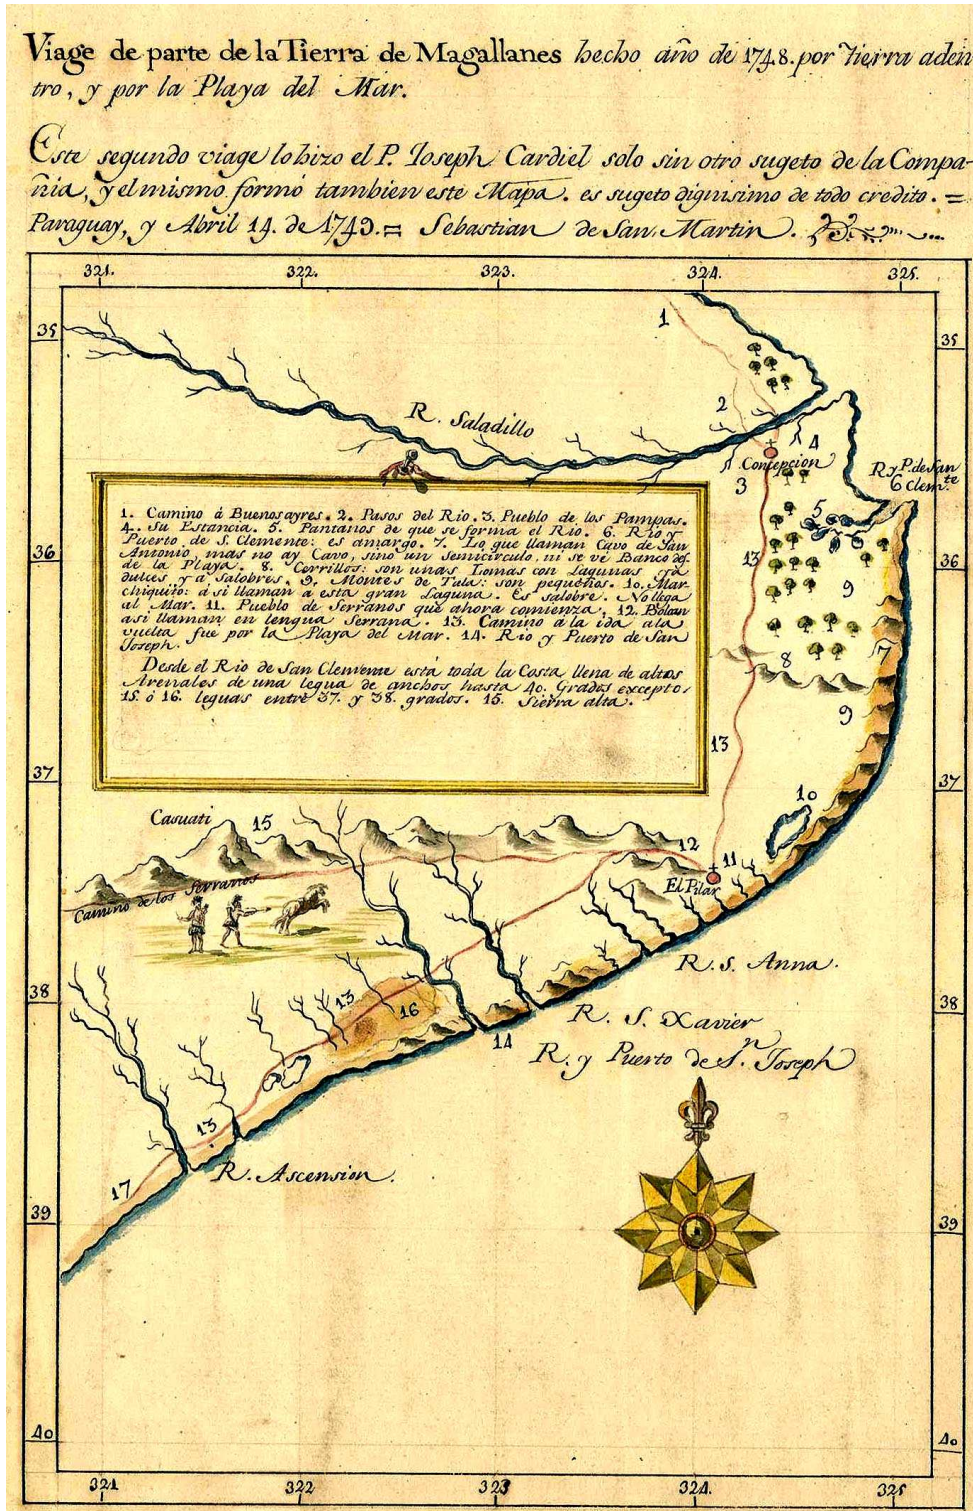 Viage de parte de la Tierra de Magallanes hecho año de 1748. por tierra aden
tro, y por la Playa del Mar.
Este segundo viage lo hizo el P. Joseph Cardiel solo sin otro sugeto de la Compa-
ñia, y el mismo formó tambien este Mapa. es sugeto dignisimo de todo credito. =
Paraguay, y Abril 14. de 1749. = Sebastian de San Martin.
321. 322. 323. 324. 325.
35 35
1
R. Saladillo
2
4
Concepcion
3
R y P. de San
6 Clem.te
5
1. Camino á Buenos ayres. 2. Pasos del Rio. 3. Pueblo de los Pampas.
4. Su Estancia. 5. Pantanos de que se forma el Rio. 6. Rio y
Puerto de S. Clemente: es amargo. 7. Lo que llaman Cavo de San
Antonio, mas no ay Cavo, sino un semicirculo ni se vé Banco des-
de la Playa. 8. Cerrillos: son unas Lomas con Lagunas ya
dulces, ya salobres. 9. Montes de Tala: son pequeños. 10. Mar
chiquito: asi llaman á esta gran Laguna. Es salobre. No llega
al Mar. 11. Pueblo de Serranos que ahora comienza. 12. Bolcan
asi llaman en lengua Serrana. 13. Camino á la ida a la
vuelta fue por la Playa del Mar. 14. Rio y Puerto de San
Joseph.
Desde el Rio de San Clemente está toda la Costa llena de altos
Arenales de una legua de anchos hasta 40. Grados exceptos
15 ó 16. leguas entre 37. y 38. grados. 15. Sierra alta.
36 36
13
9
8
7
9
13
37 37
10
Casuati
15
12
11
El Pilar
Camino de los Serranos
R. S. Anna.
38 38
13
16
R. S. Xavier
14
R. y Puerto de S.n Joseph
13
R. Ascension.
17
39 39
40 40
321 322 323 324. 325